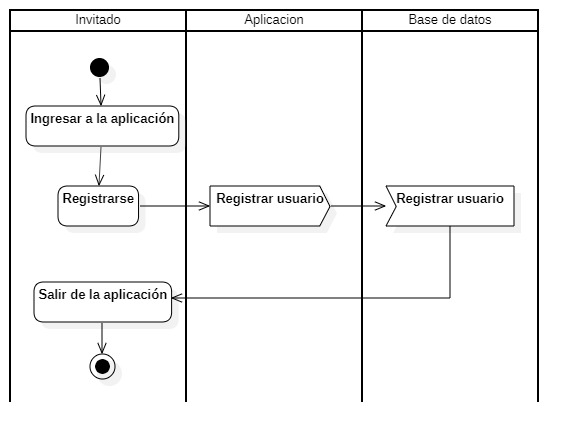 Invitado
Aplicacion
Base de datos
Ingresar a la aplicación
Registrarse
Registrar usuario
Registrar usuario
Salir de la aplicación